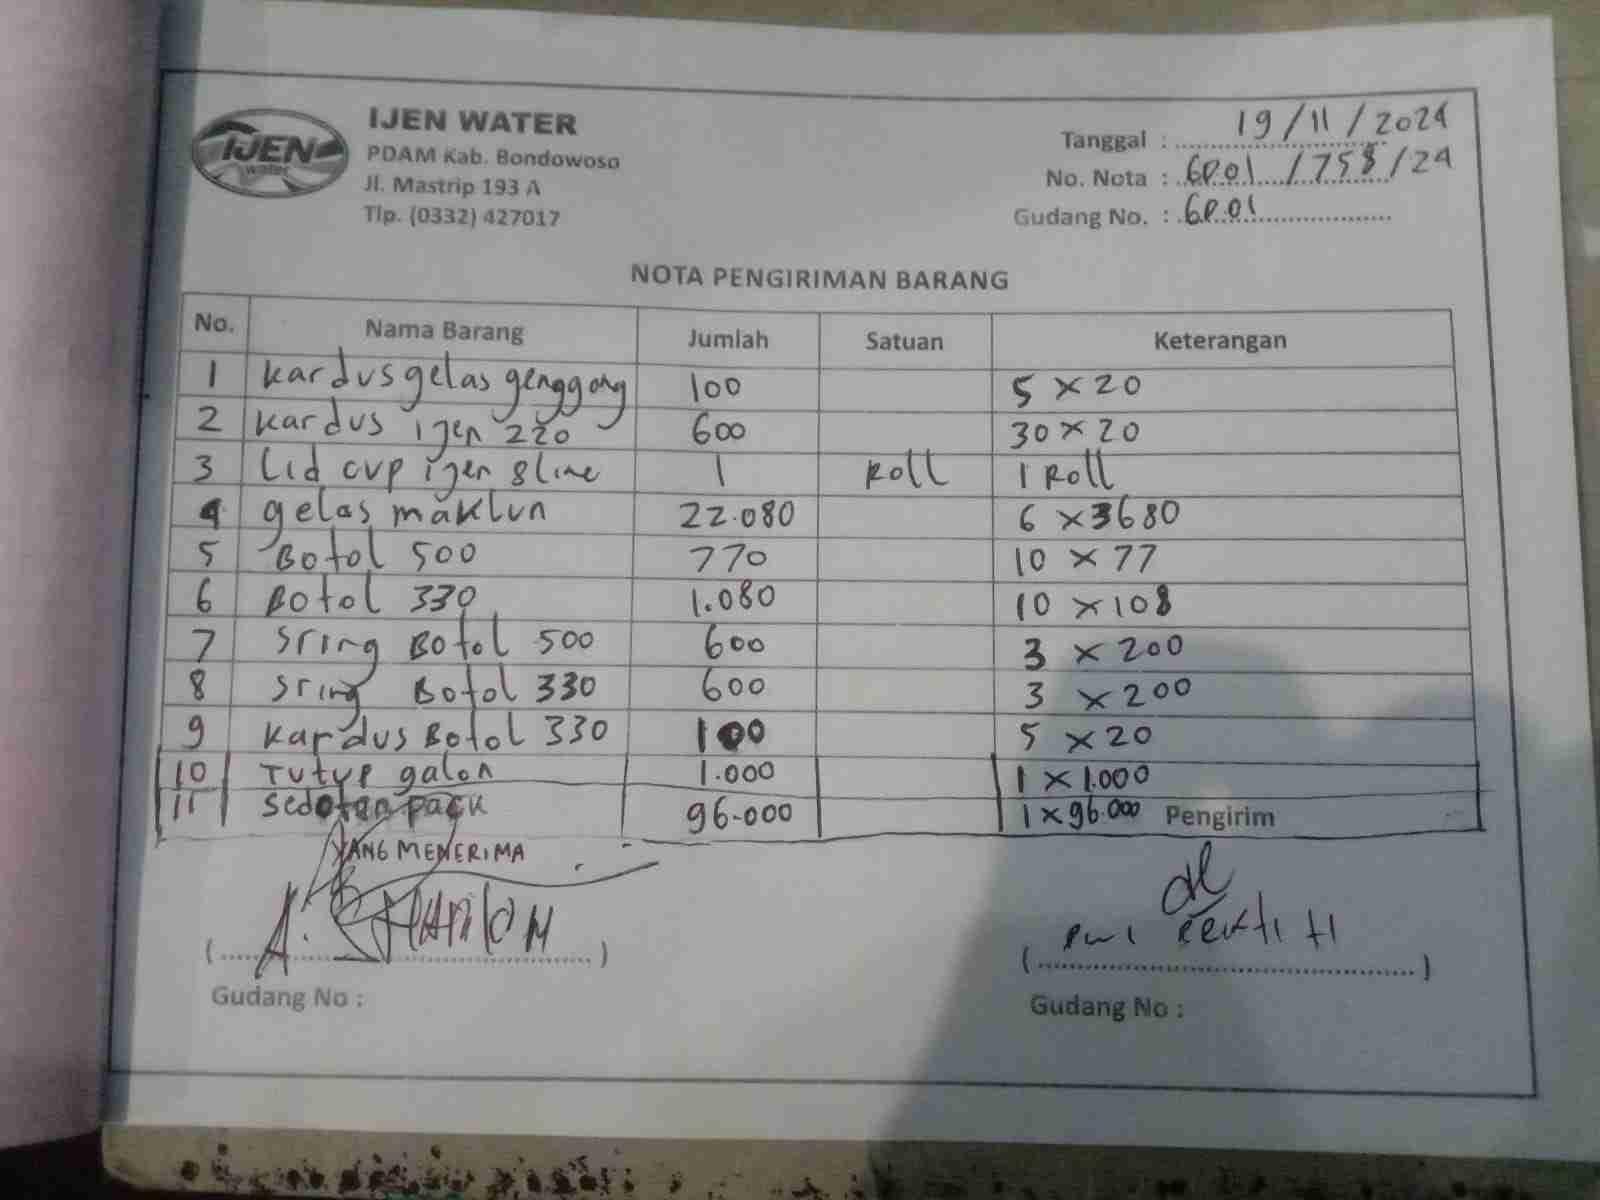 IJEN water
IJEN WATER
PDAM Kab. Bondowoso
Jl. Mastrip 193 A
Tlp. (0332) 427017
Tanggal : 19/11/2024
No. Nota : GP.01 /758/24
Gudang No. : GP.01
NOTA PENGIRIMAN BARANG
No. Nama Barang Jumlah Satuan Keterangan
1 Kardus gelas genggong 100 5 x 20
2 Kardus ijen 220 600 30 x 20
3 Lid cup ijen 8 line 1 Roll 1 Roll
4 gelas maklun 22.080 6 x 3680
5 Botol 500 770 10 x 77
6 Botol 330 1.080 10 x 108
7 Sring Botol 500 600 3 x 200
8 Sring Botol 330 600 3 x 200
9 Kardus Botol 330 100 5 x 20
10 Tutup galon 1.000 1 x 1.000
11 Sedotan pack 96.000 1 x 96.000 Pengirim
YANG MENERIMA
(....................)
(....................)
Gudang No :
Gudang No :